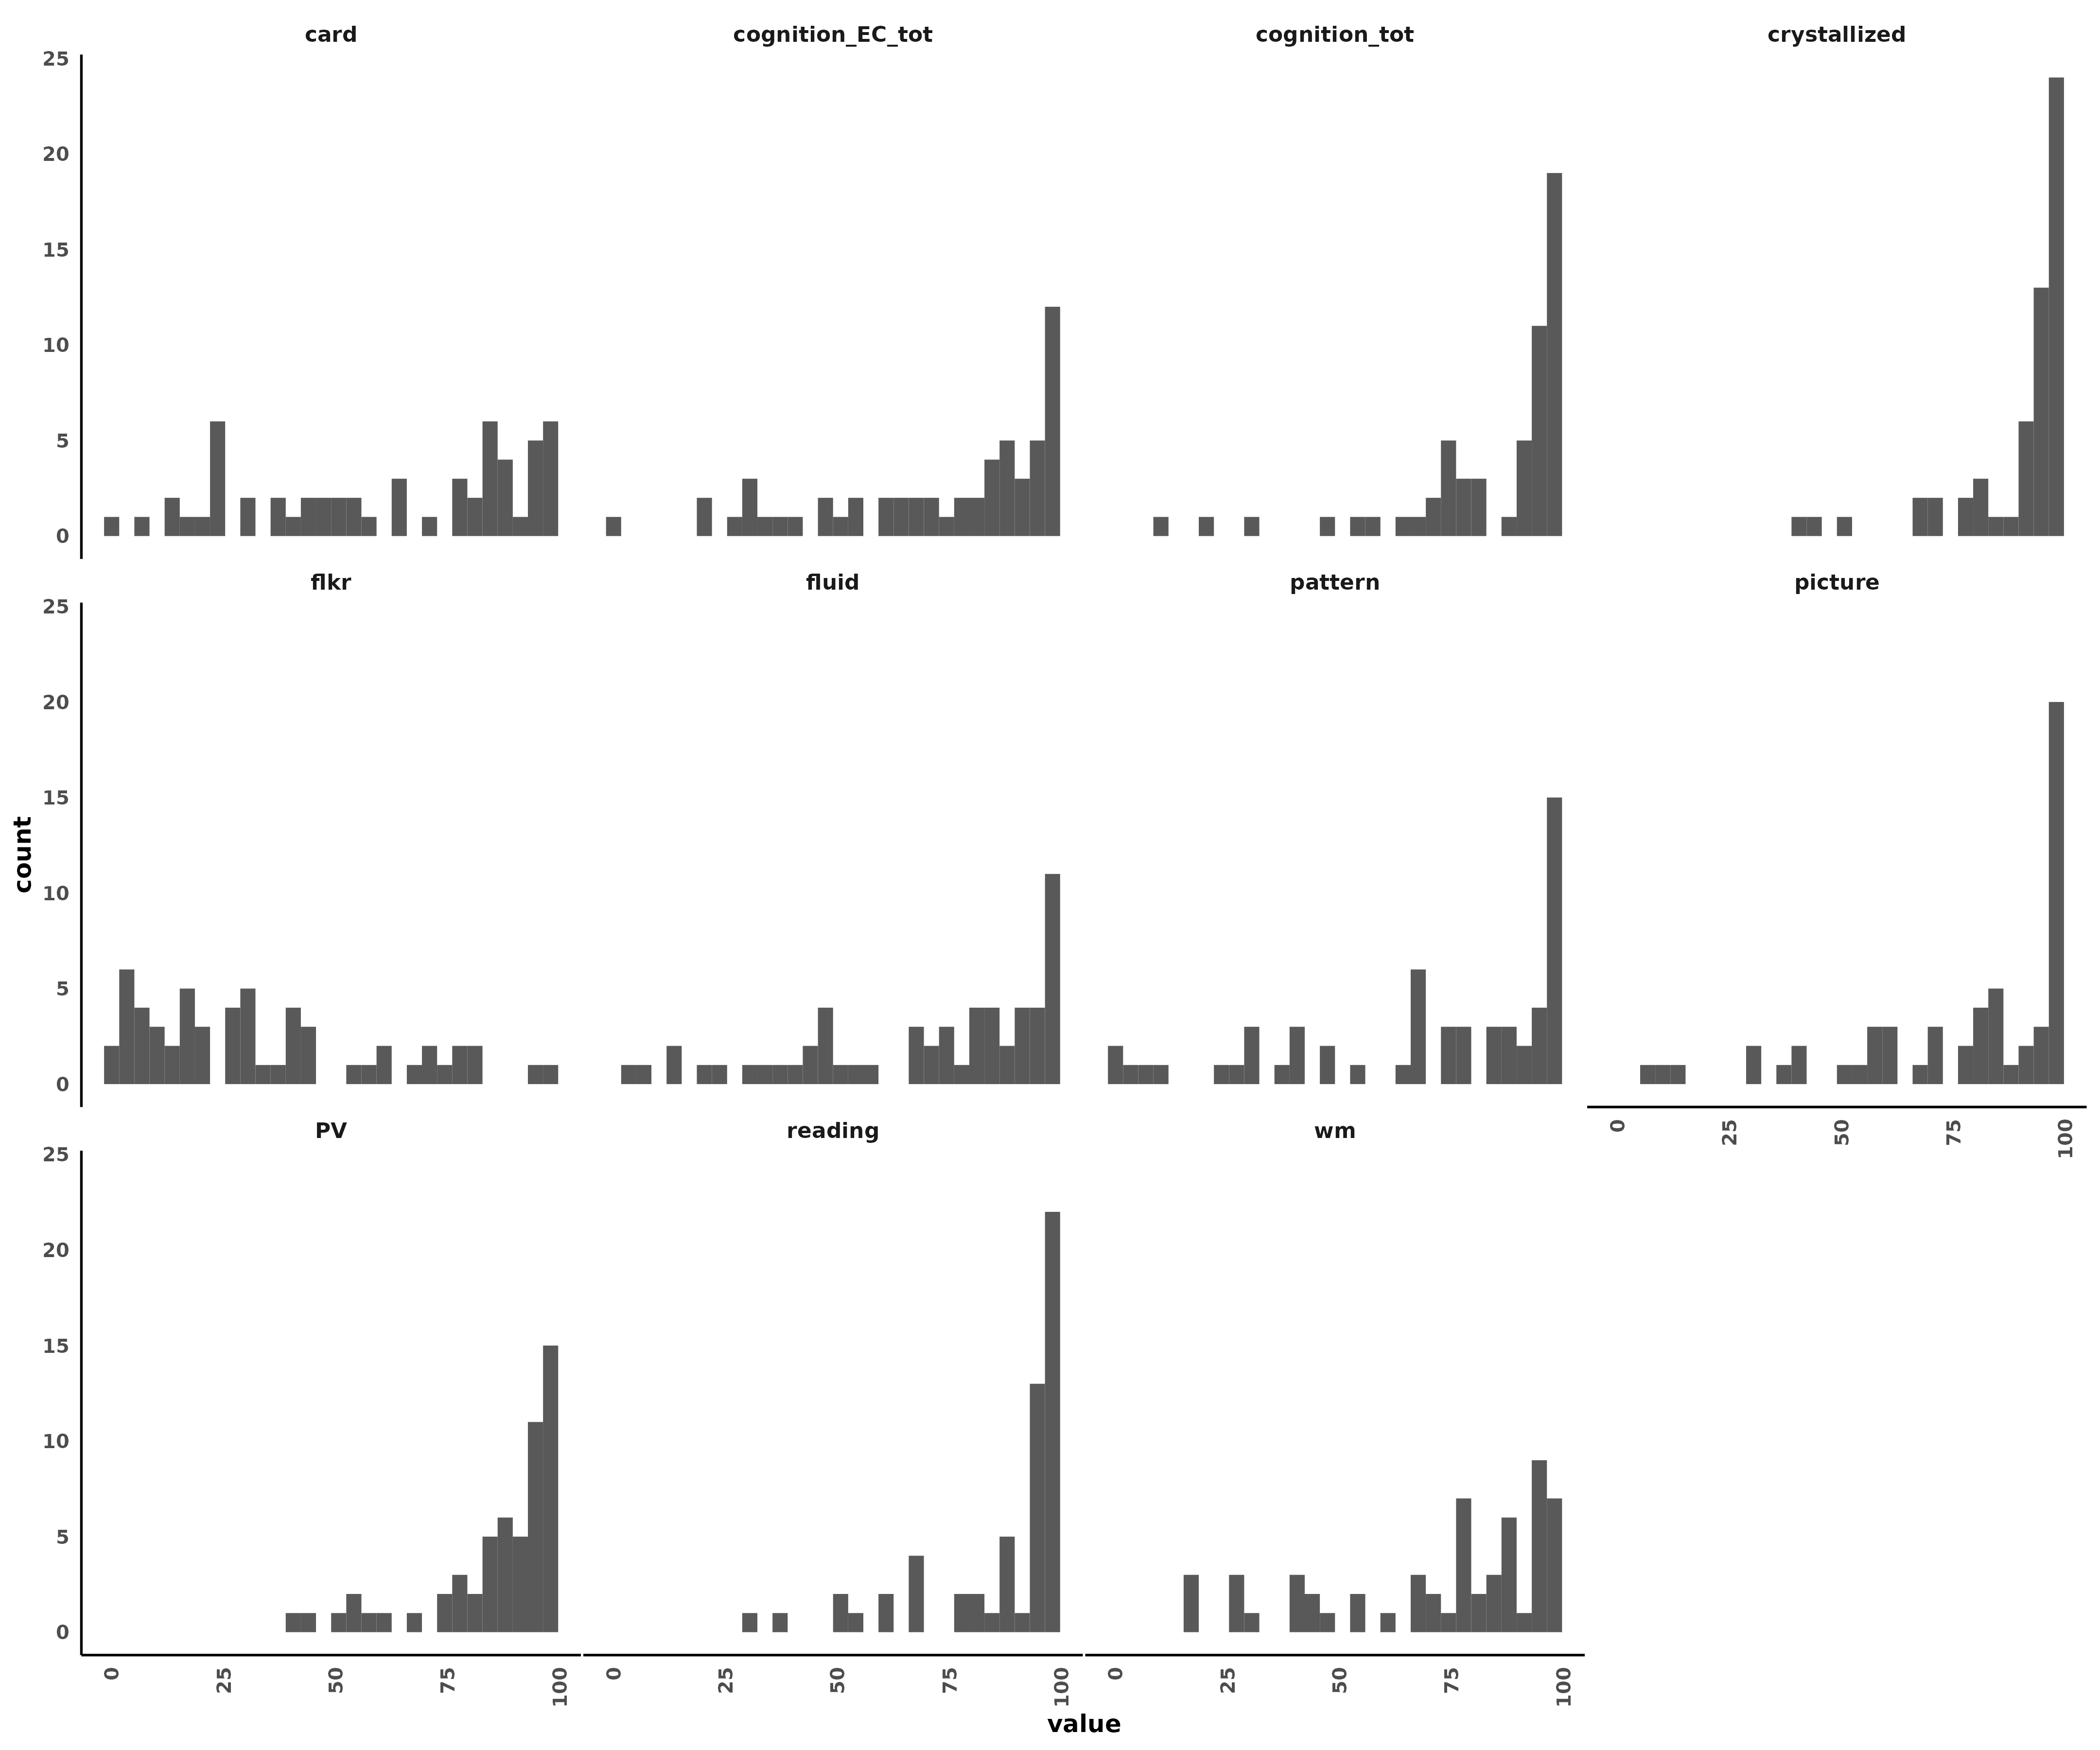 card cognition_EC_tot cognition_tot crystallized
25
20
15
10
5
0
flkr fluid pattern picture
25
20
15
10
5
0
0 25 50 75 100
PV reading wm
25
20
15
10
5
0
0 25 50 75 100 0 25 50 75 100 0 25 50 75 100
count
value